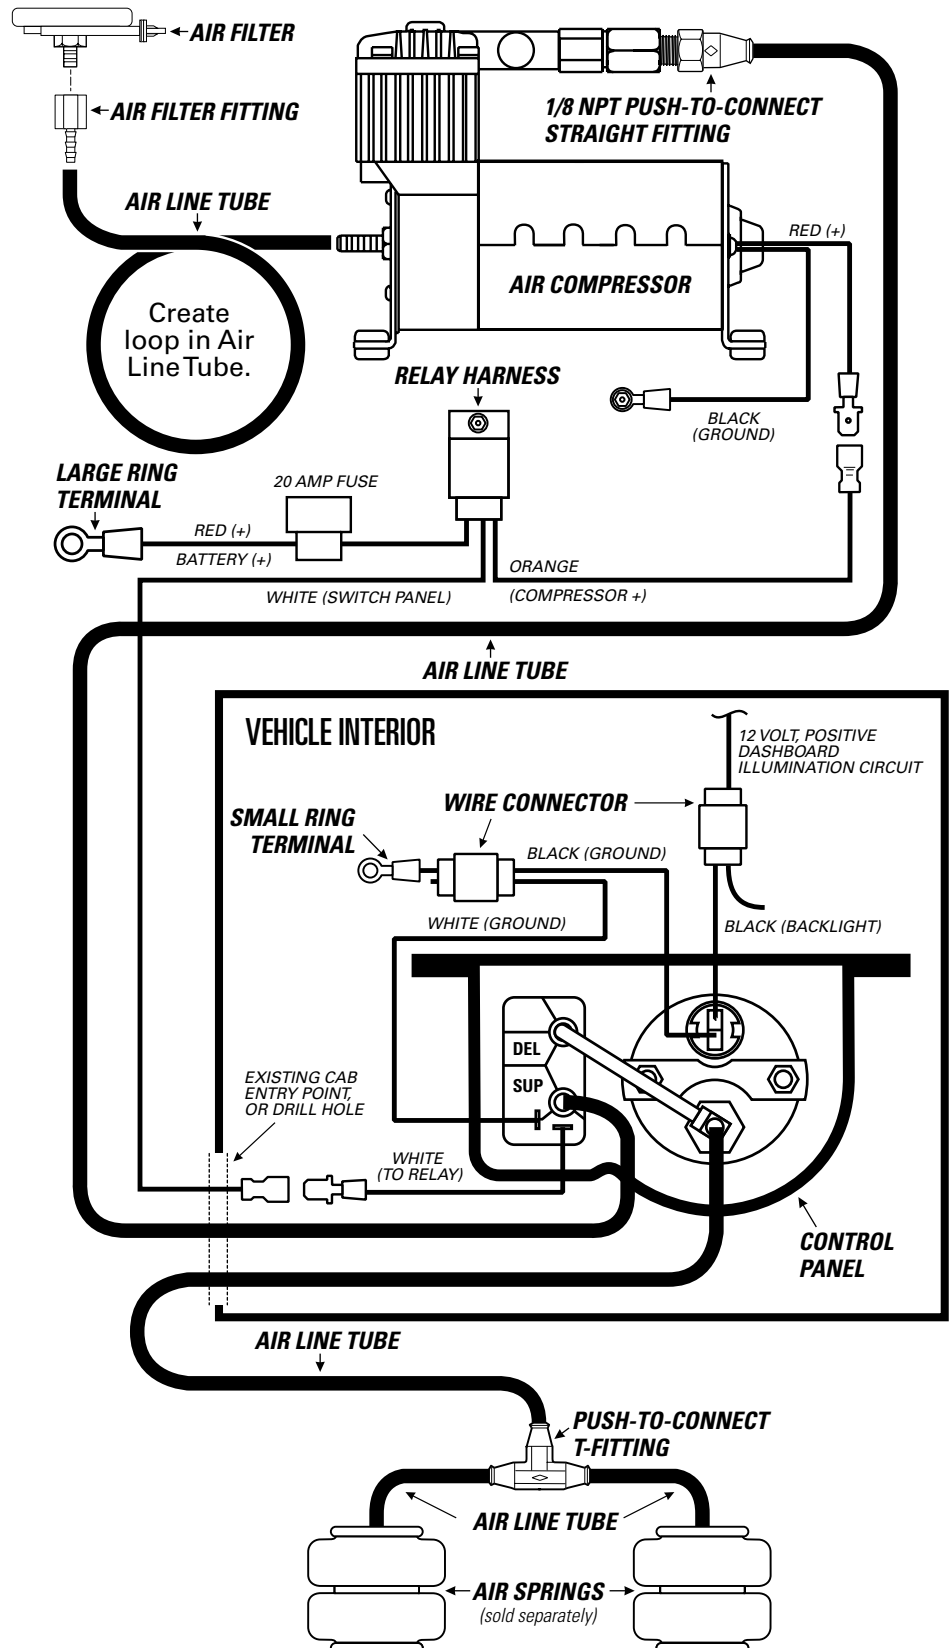 AIR FILTER
AIR FILTER FITTING
1/8 NPT PUSH-TO-CONNECT
STRAIGHT FITTING
AIR LINE TUBE
RED (+)
AIR COMPRESSOR
Create
loop in Air
Line Tube.
RELAY HARNESS
BLACK
(GROUND)
LARGE RING
TERMINAL
20 AMP FUSE
RED (+)
BATTERY (+)
ORANGE
(COMPRESSOR +)
WHITE (SWITCH PANEL)
AIR LINE TUBE
VEHICLE INTERIOR
12 VOLT, POSITIVE
DASHBOARD
ILLUMINATION CIRCUIT
WIRE CONNECTOR
SMALL RING
TERMINAL
BLACK (GROUND)
WHITE (GROUND)
BLACK (BACKLIGHT)
DEL
SUP
EXISTING CAB
ENTRY POINT,
OR DRILL HOLE
WHITE
(TO RELAY)
CONTROL
PANEL
AIR LINE TUBE
PUSH-TO-CONNECT
T-FITTING
AIR LINE TUBE
AIR SPRINGS
(sold separately)